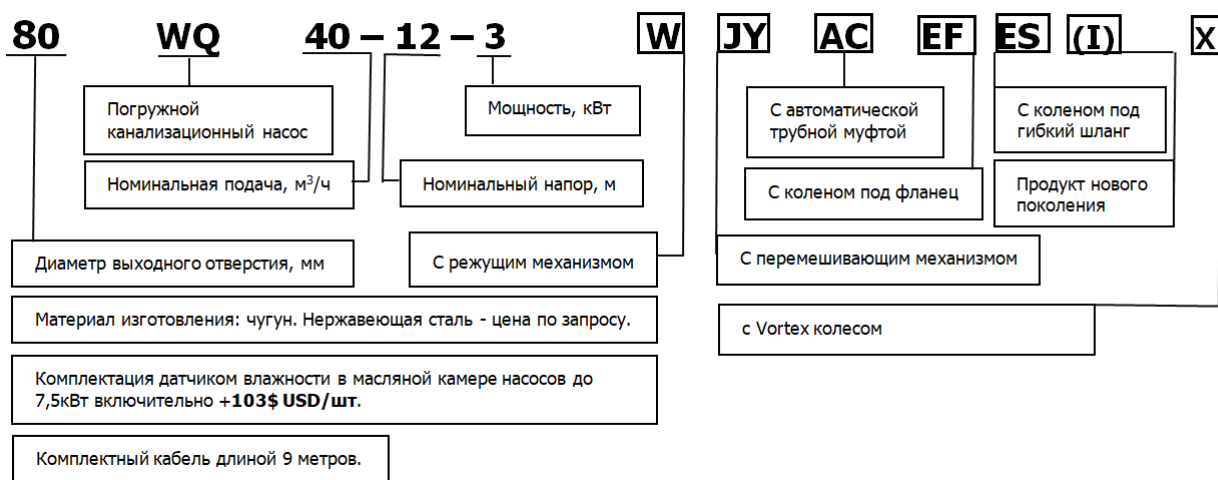 80 WQ 40 – 12 – 3 W JY AC EF ES (I) X
Погружной
канализационный насос
Мощность, кВт
С автоматической
трубной муфтой
С коленом под
гибкий шланг
Номинальная подача, м³/ч
Номинальный напор, м
С коленом под фланец
Продукт нового
поколения
Диаметр выходного отверстия, мм
С режущим механизмом
С перемешивающим механизмом
Материал изготовления: чугун. Нержавеющая сталь - цена по запросу.
с Vortex колесом
Комплектация датчиком влажности в масляной камере насосов до
7,5кВт включительно +103$ USD/шт.
Комплектный кабель длиной 9 метров.